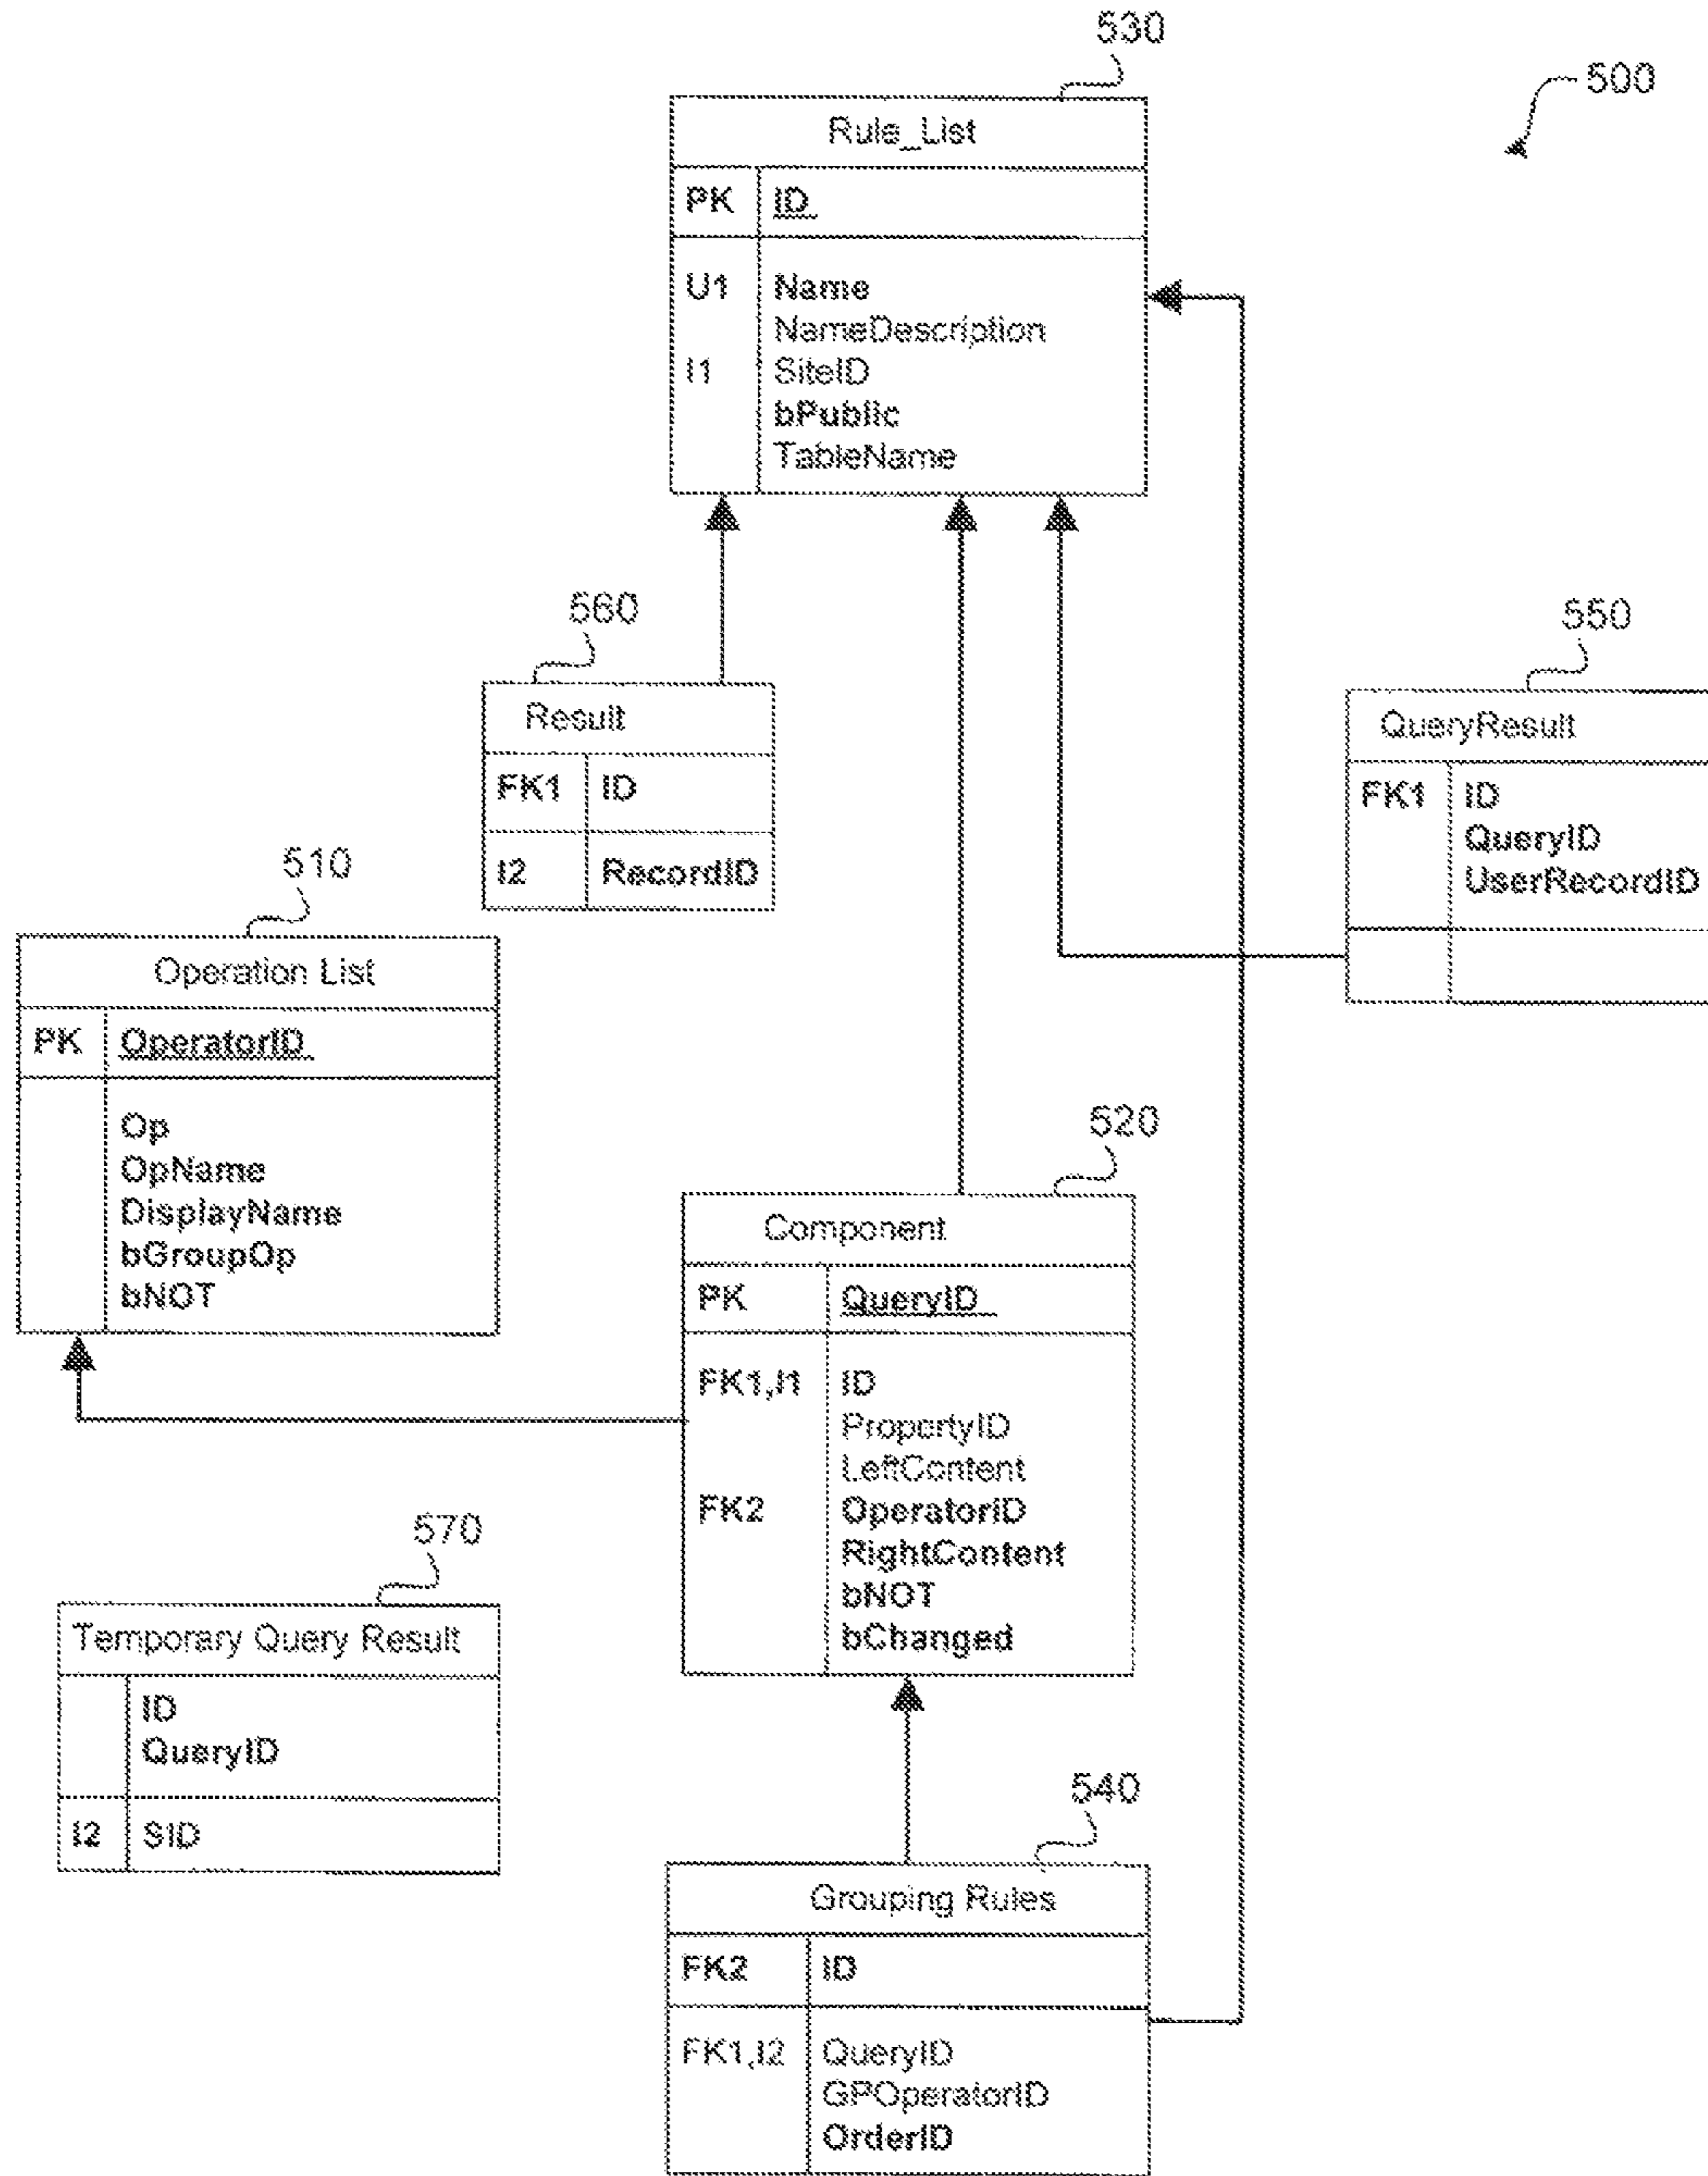 530
500
Rule_List
PK ID
U1 Name
NameDescription
I1 SiteID
bPublic
TableName
560
Result
FK1 ID
I2 RecordID
550
QueryResult
FK1 ID
QueryID
UserRecordID
510
Operation List
PK OperatorID
Op
OpName
DisplayName
bGroupOp
bNOT
520
Component
PK QueryID
FK1,I1 ID
PropertyID
LeftContent
FK2 OperatorID
RightContent
bNOT
bChanged
570
Temporary Query Result
ID
QueryID
I2 SID
540
Grouping Rules
FK2 ID
FK1,I2 QueryID
GPOperatorID
OrderID